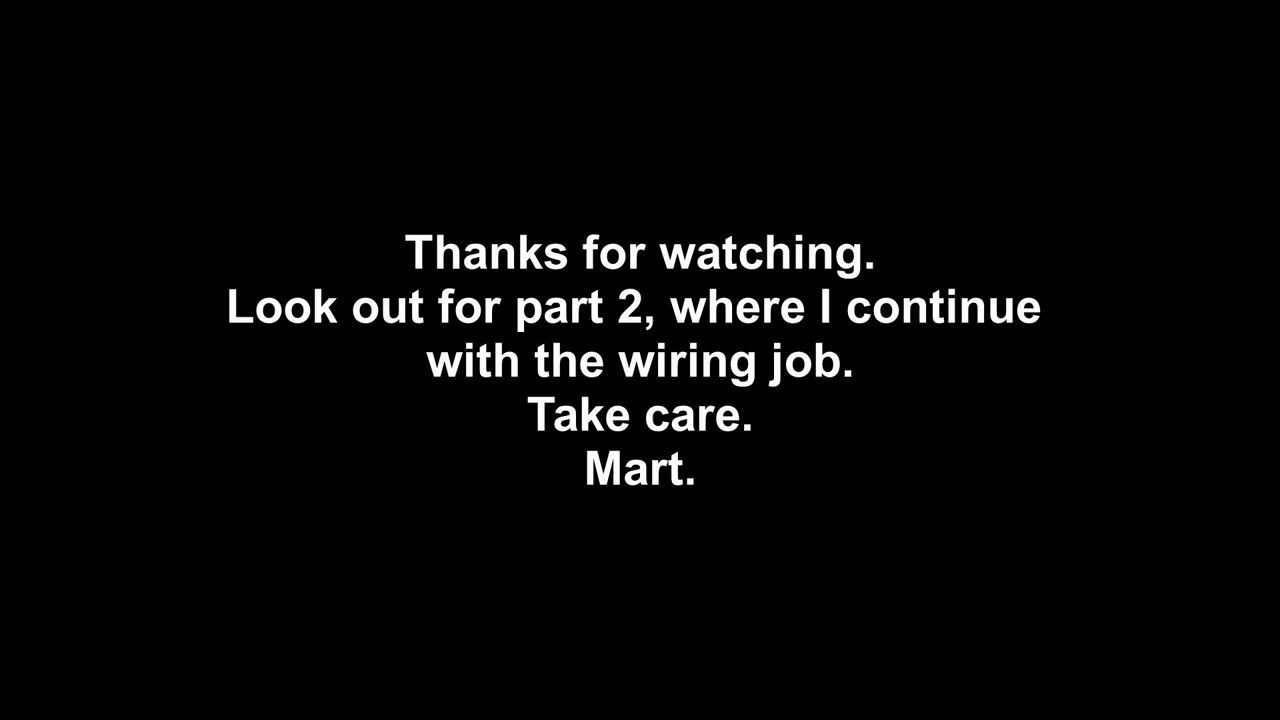 Thanks for watching.
Look out for part 2, where I continue
with the wiring job.
Take care.
Mart.